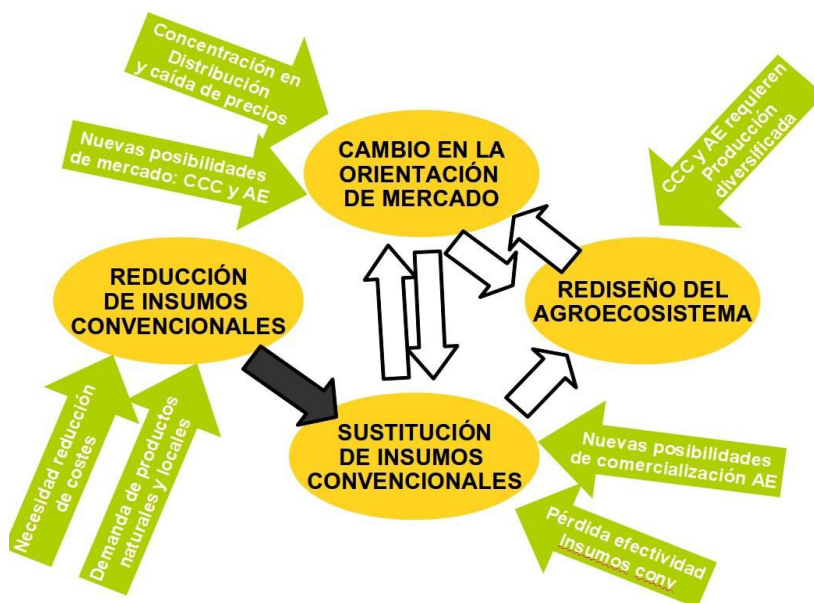 Concentración en
Distribución
y caída de precios
Nuevas posibilidades
de mercado: CCC y AE
CAMBIO EN LA
ORIENTACIÓN
DE MERCADO
CCC y AE requieren
Producción
diversificada
REDUCCIÓN
DE INSUMOS
CONVENCIONALES
REDISEÑO DEL
AGROECOSISTEMA
Necesidad reducción
de costes
Demanda de productos
naturales y locales
SUSTITUCIÓN
DE INSUMOS
CONVENCIONALES
Nuevas posibilidades
de comercialización AE
Pérdida efectividad
Insumos conv